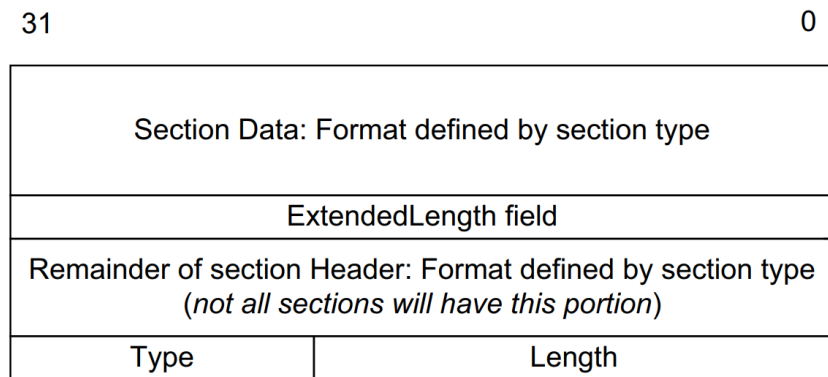 31 0
Section Data: Format defined by section type
ExtendedLength field
Remainder of section Header: Format defined by section type
(not all sections will have this portion)
Type Length